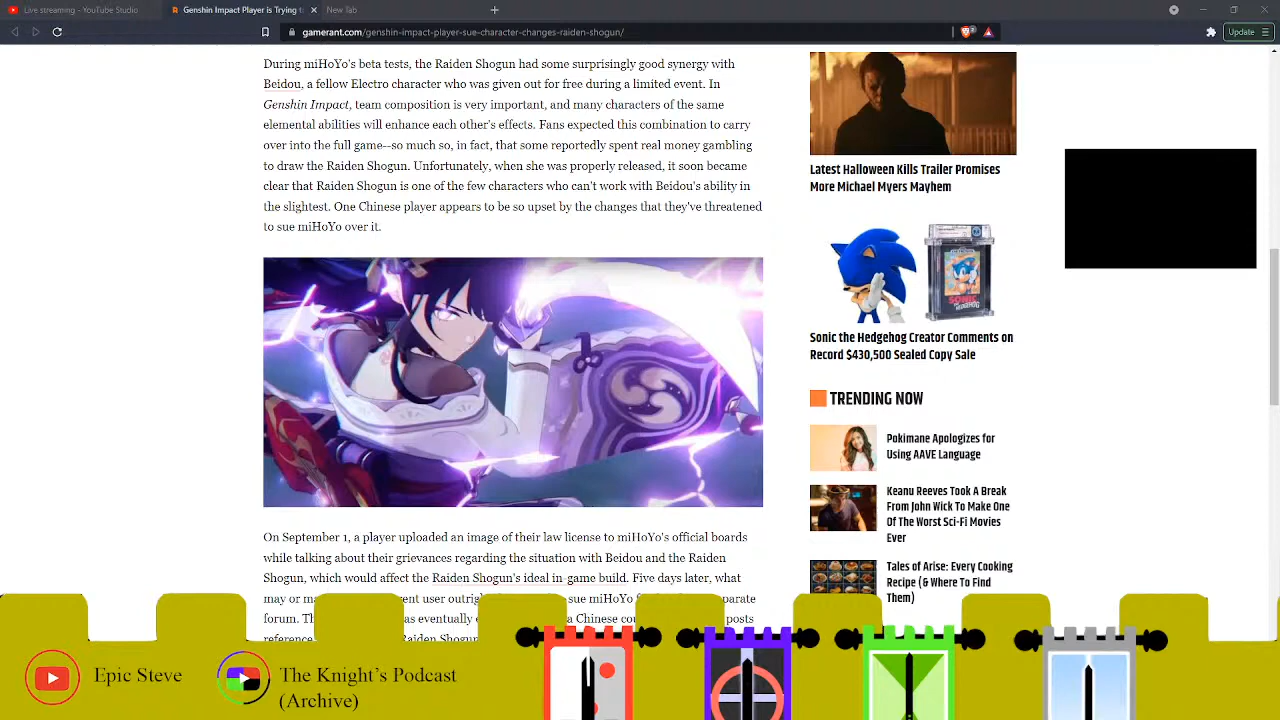 Live streaming - YouTube Studio
Genshin Impact Player is Trying t
New Tab
gamerant.com/genshin-impact-player-sue-character-changes-raiden-shogun/
Update
During miHoYo's beta tests, the Raiden Shogun had some surprisingly good synergy with
Beidou, a fellow Electro character who was given out for free during a limited event. In
Genshin Impact, team composition is very important, and many characters of the same
elemental abilities will enhance each other's effects. Fans expected this combination to carry
over into the full game--so much so, in fact, that some reportedly spent real money gambling
to draw the Raiden Shogun. Unfortunately, when she was properly released, it soon became
clear that Raiden Shogun is one of the few characters who can't work with Beidou's ability in
the slightest. One Chinese player appears to be so upset by the changes that they've threatened
to sue miHoYo over it.
On September 1, a player uploaded an image of their law license to miHoYo's official boards
while talking about their grievances regarding the situation with Beidou and the Raiden
Shogun, which would affect the Raiden Shogun's ideal in-game build. Five days later, what
may or ma ent user outrigh sue miHoYo parate
forum. Th as eventually a Chinese cou posts
reference Raiden Shogun
Latest Halloween Kills Trailer Promises
More Michael Myers Mayhem
Sonic the Hedgehog Creator Comments on
Record $430,500 Sealed Copy Sale
TRENDING NOW
Pokimane Apologizes for
Using AAVE Language
Keanu Reeves Took A Break
From John Wick To Make One
Of The Worst Sci-Fi Movies
Ever
Tales of Arise: Every Cooking
Recipe (& Where To Find
Them)
Epic Steve
The Knight's Podcast
(Archive)